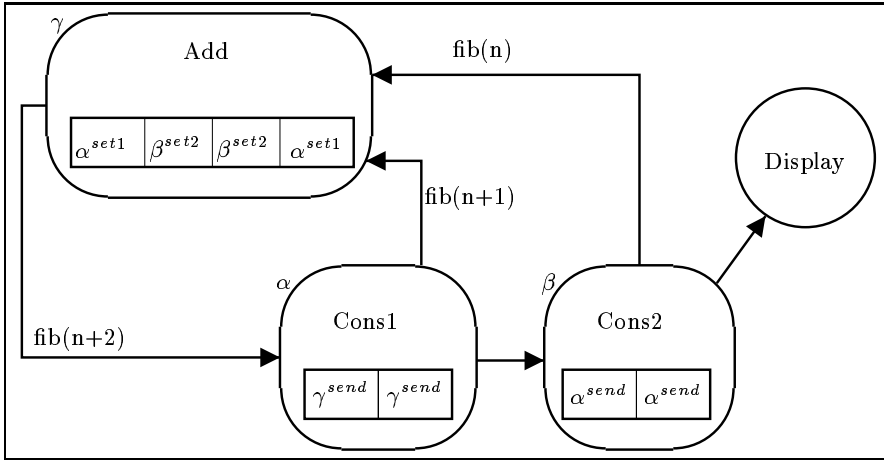 γ
Add
fib(n)
α^set1 β^set2 β^set2 α^set1
Display
fib(n+1)
α
β
Cons1
Cons2
fib(n+2)
γ^send γ^send
α^send α^send